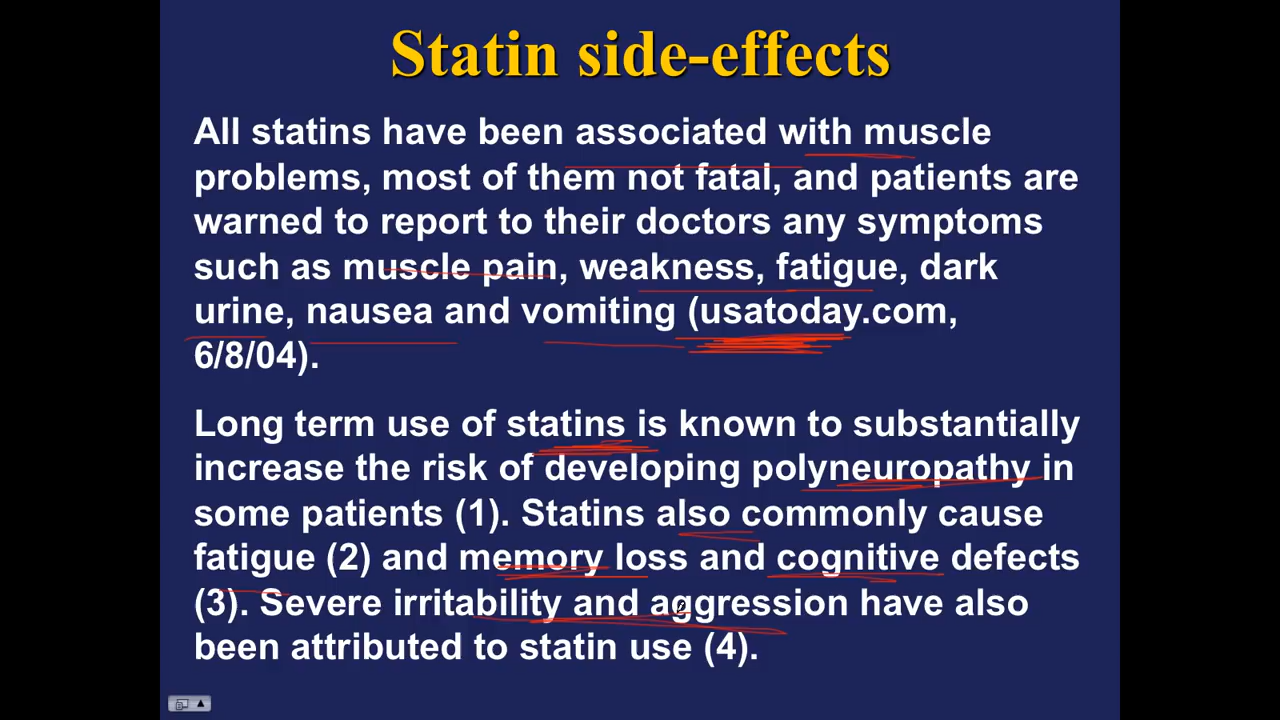 Statin side-effects
All statins have been associated with muscle
problems, most of them not fatal, and patients are
warned to report to their doctors any symptoms
such as muscle pain, weakness, fatigue, dark
urine, nausea and vomiting (usatoday.com,
6/8/04).
Long term use of statins is known to substantially
increase the risk of developing polyneuropathy in
some patients (1). Statins also commonly cause
fatigue (2) and memory loss and cognitive defects
(3). Severe irritability and aggression have also
been attributed to statin use (4).